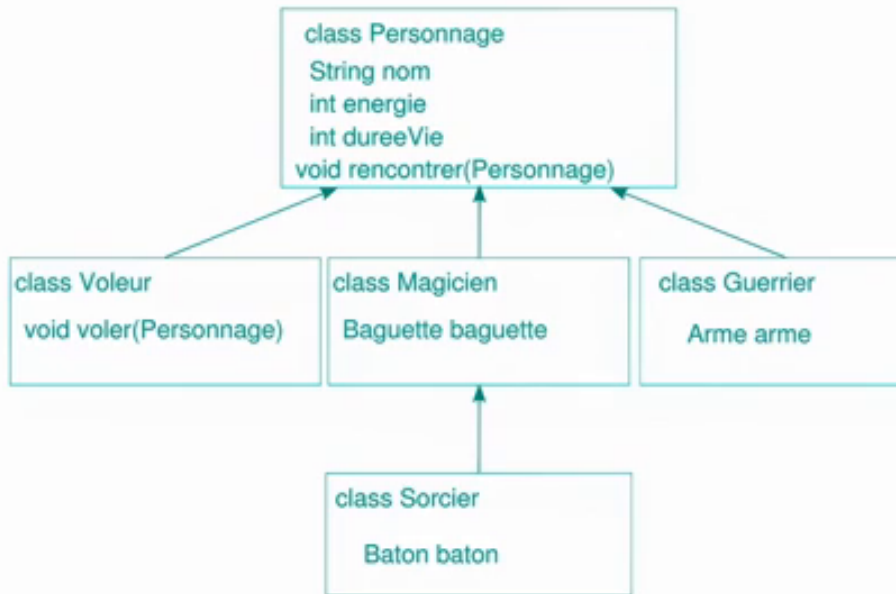 class Personnage
String nom
int energie
int dureeVie
void rencontrer(Personnage)
class Voleur
void voler(Personnage)
class Magicien
Baguette baguette
class Guerrier
Arme arme
class Sorcier
Baton baton